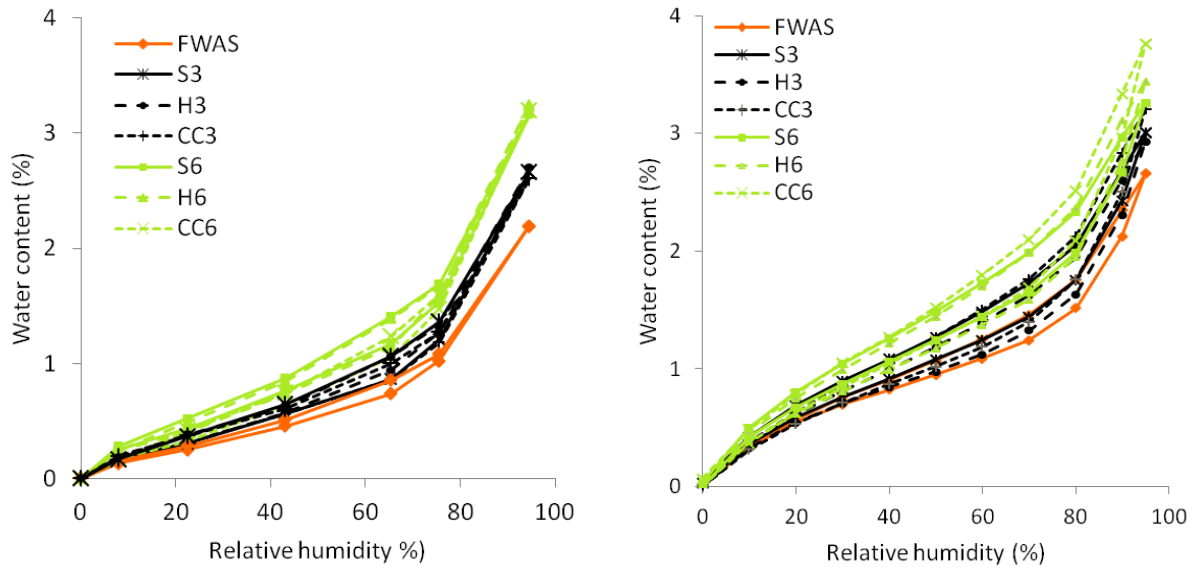 4
3
2
1
0
Water content (%)
FWAS
S3
H3
CC3
S6
H6
CC6
0
20
40
60
80
100
Relative humidity %)
4
3
2
1
0
Water content (%)
FWAS
S3
H3
CC3
S6
H6
CC6
0
20
40
60
80
100
Relative humidity (%)